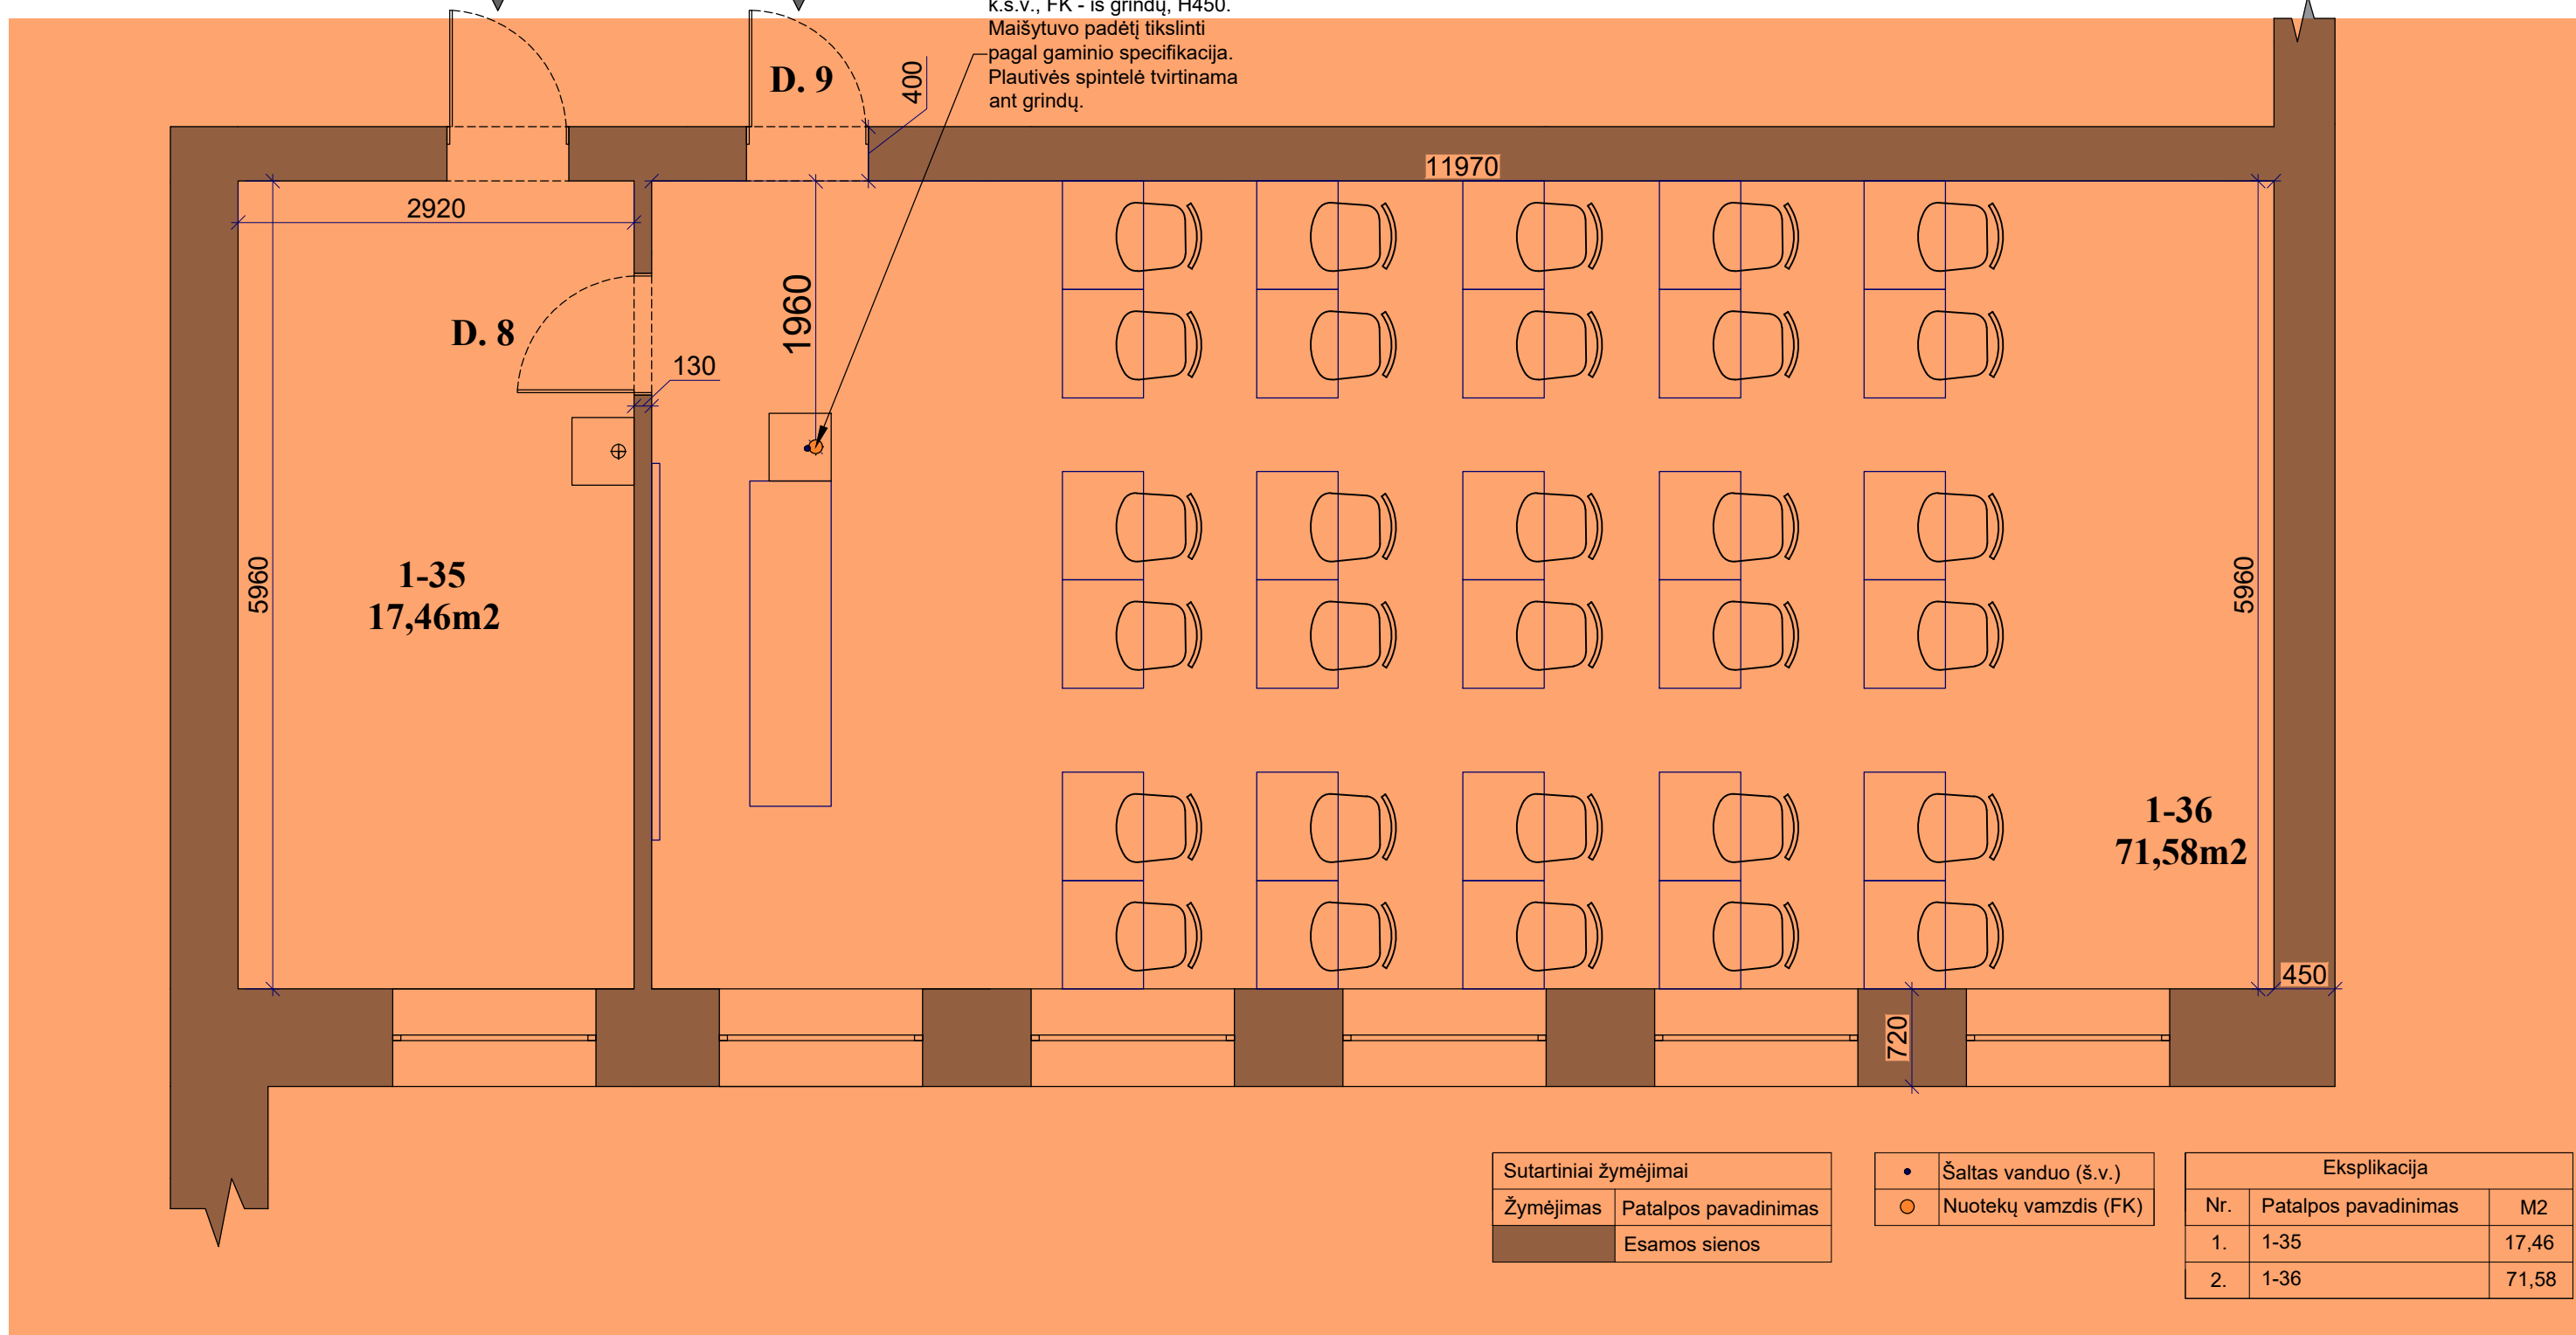 k.š.v., FK - iš grindų, H450.
Maišytuvo padėtį tikslinti
pagal gaminio specifikacija.
Plautivės spintelė tvirtinama
ant grindų.
D. 9
400
11970
2920
1960
D. 8
130
5960
1-35
17,46m2
5960
1-36
71,58m2
450
720
Sutartiniai žymėjimai
Žymėjimas Patalpos pavadinimas
Esamos sienos
Šaltas vanduo (š.v.)
Nuotekų vamzdis (FK)
Eksplikacija
Nr. Patalpos pavadinimas M2
1. 1-35 17,46
2. 1-36 71,58